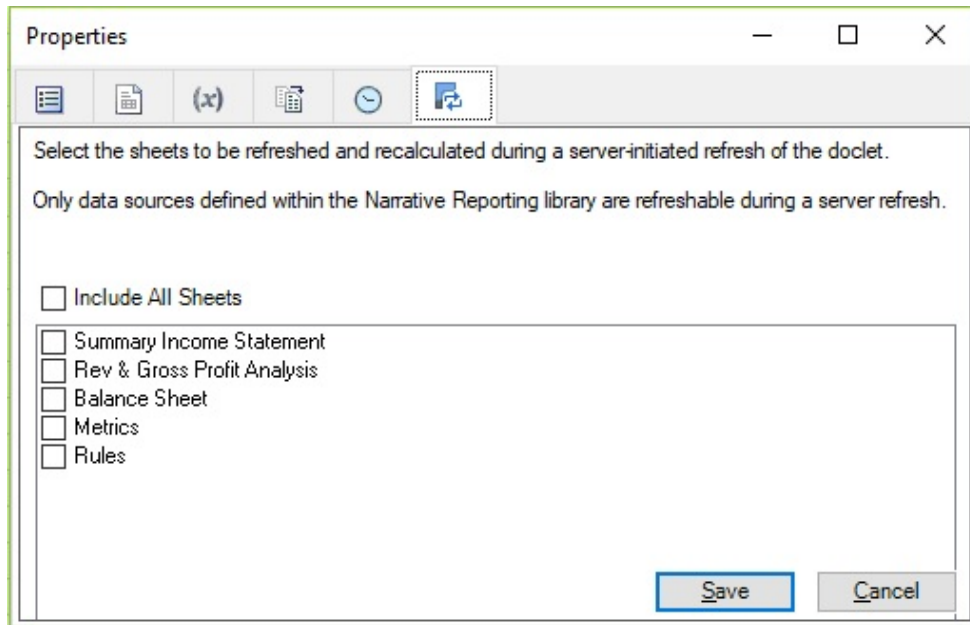 Properties
(x)
Select the sheets to be refreshed and recalculated during a server-initiated refresh of the doclet.
Only data sources defined within the Narrative Reporting library are refreshable during a server refresh.
Include All Sheets
Summary Income Statement
Rev & Gross Profit Analysis
Balance Sheet
Metrics
Rules
Save Cancel